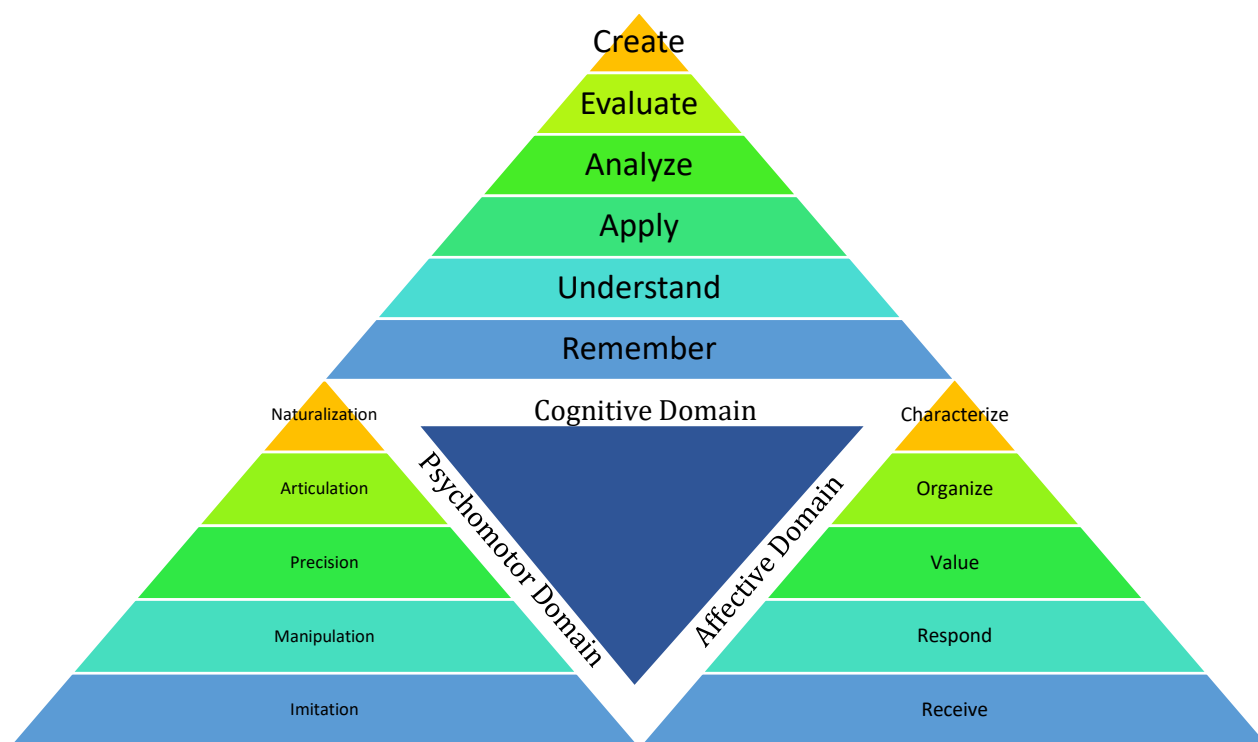 Create
Evaluate
Analyze
Apply
Understand
Remember
Cognitive Domain
Psychomotor Domain
Affective Domain
Naturalization
Articulation
Precision
Manipulation
Imitation
Characterize
Organize
Value
Respond
Receive